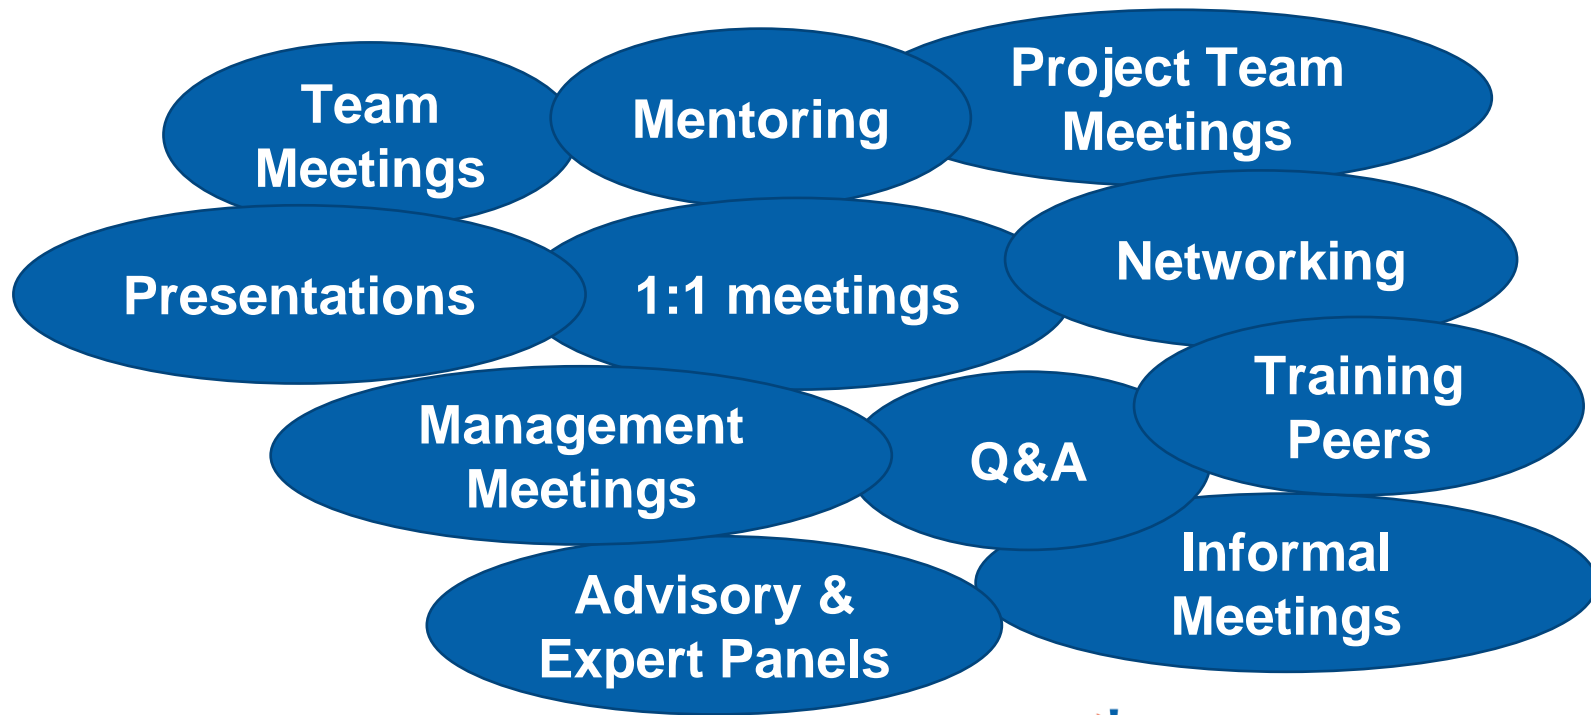 Team
Meetings
Mentoring
Project Team
Meetings
Presentations
1:1 meetings
Networking
Management
Meetings
Q&A
Training
Peers
Advisory &
Expert Panels
Informal
Meetings